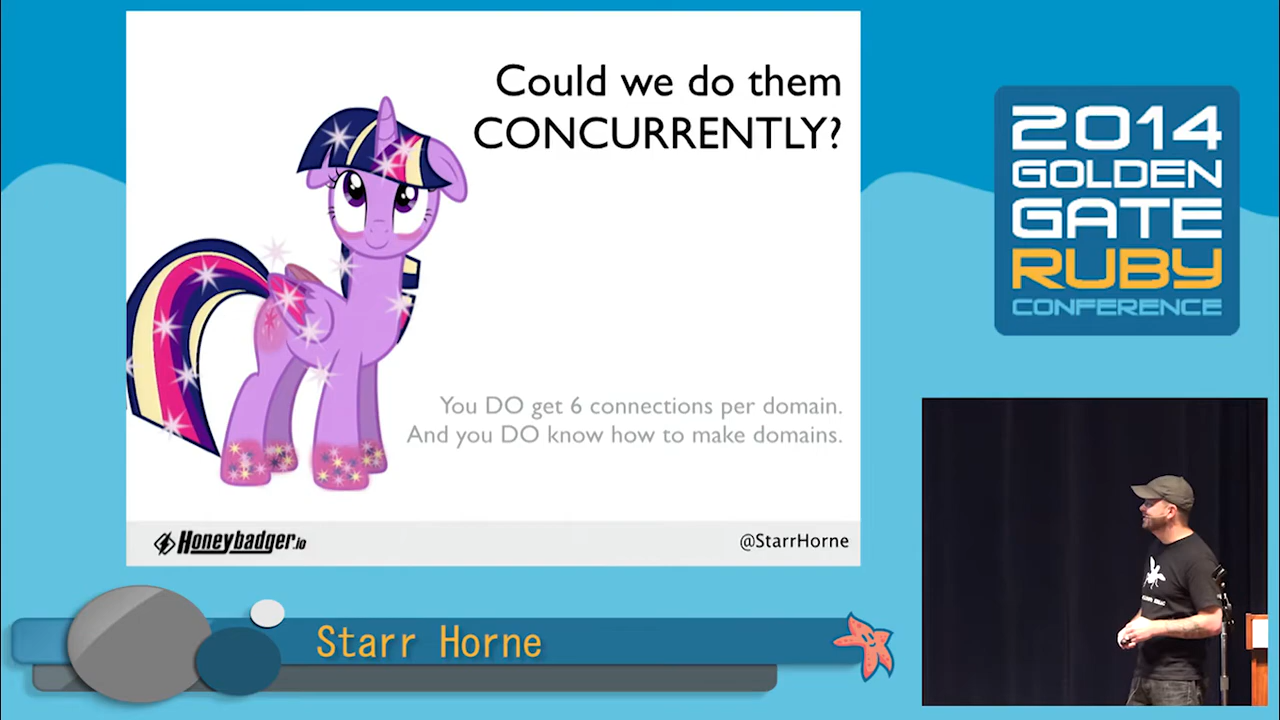 Could we do them
CONCURRENTLY?
You DO get 6 connections per domain.
And you DO know how to make domains.
Honeybadger.io
@StarrHorne
2014
GOLDEN
GATE
RUBY
CONFERENCE
Starr Horne